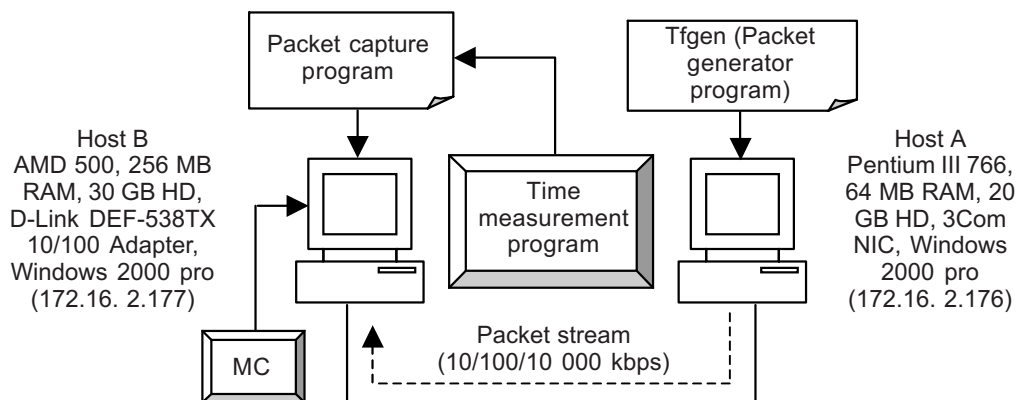 Packet capture
program
Tfgen (Packet
generator
program)
Host B
AMD 500, 256 MB
RAM, 30 GB HD,
D-Link DEF-538TX
10/100 Adapter,
Windows 2000 pro
(172.16. 2.177)
Time
measurement
program
Host A
Pentium III 766,
64 MB RAM, 20
GB HD, 3Com
NIC, Windows
2000 pro
(172.16. 2.176)
Packet stream
(10/100/10 000 kbps)
MC